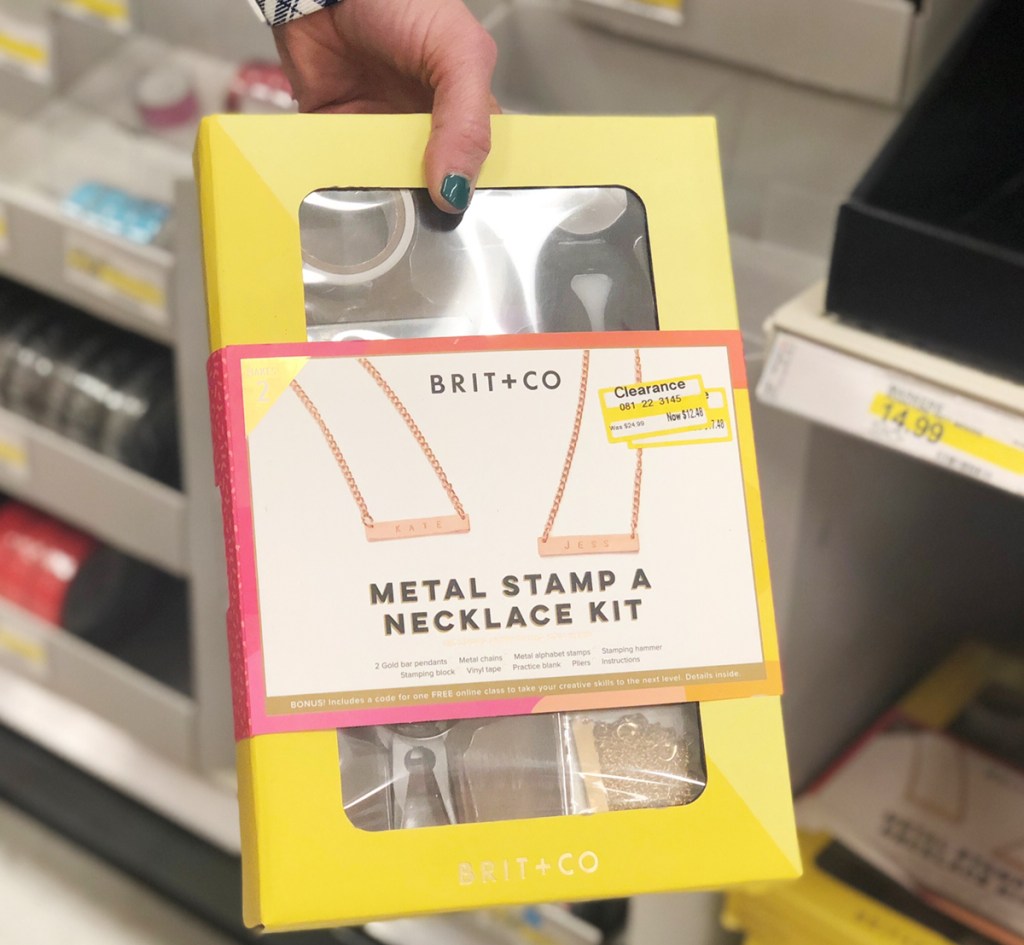 BRIT+CO
Clearance
081 22 3145
Was $24.99 Now $12.48
7.48
2
KATE
JESS
METAL STAMP A
NECKLACE KIT
2 Gold bar pendants Metal chains Metal alphabet stamps Stamping hammer
Stamping block Vinyl tape Practice blank Pliers Instructions
BONUS! Includes a code for one FREE online class to take your creative skills to the next level. Details inside.
BRIT+CO
14.99